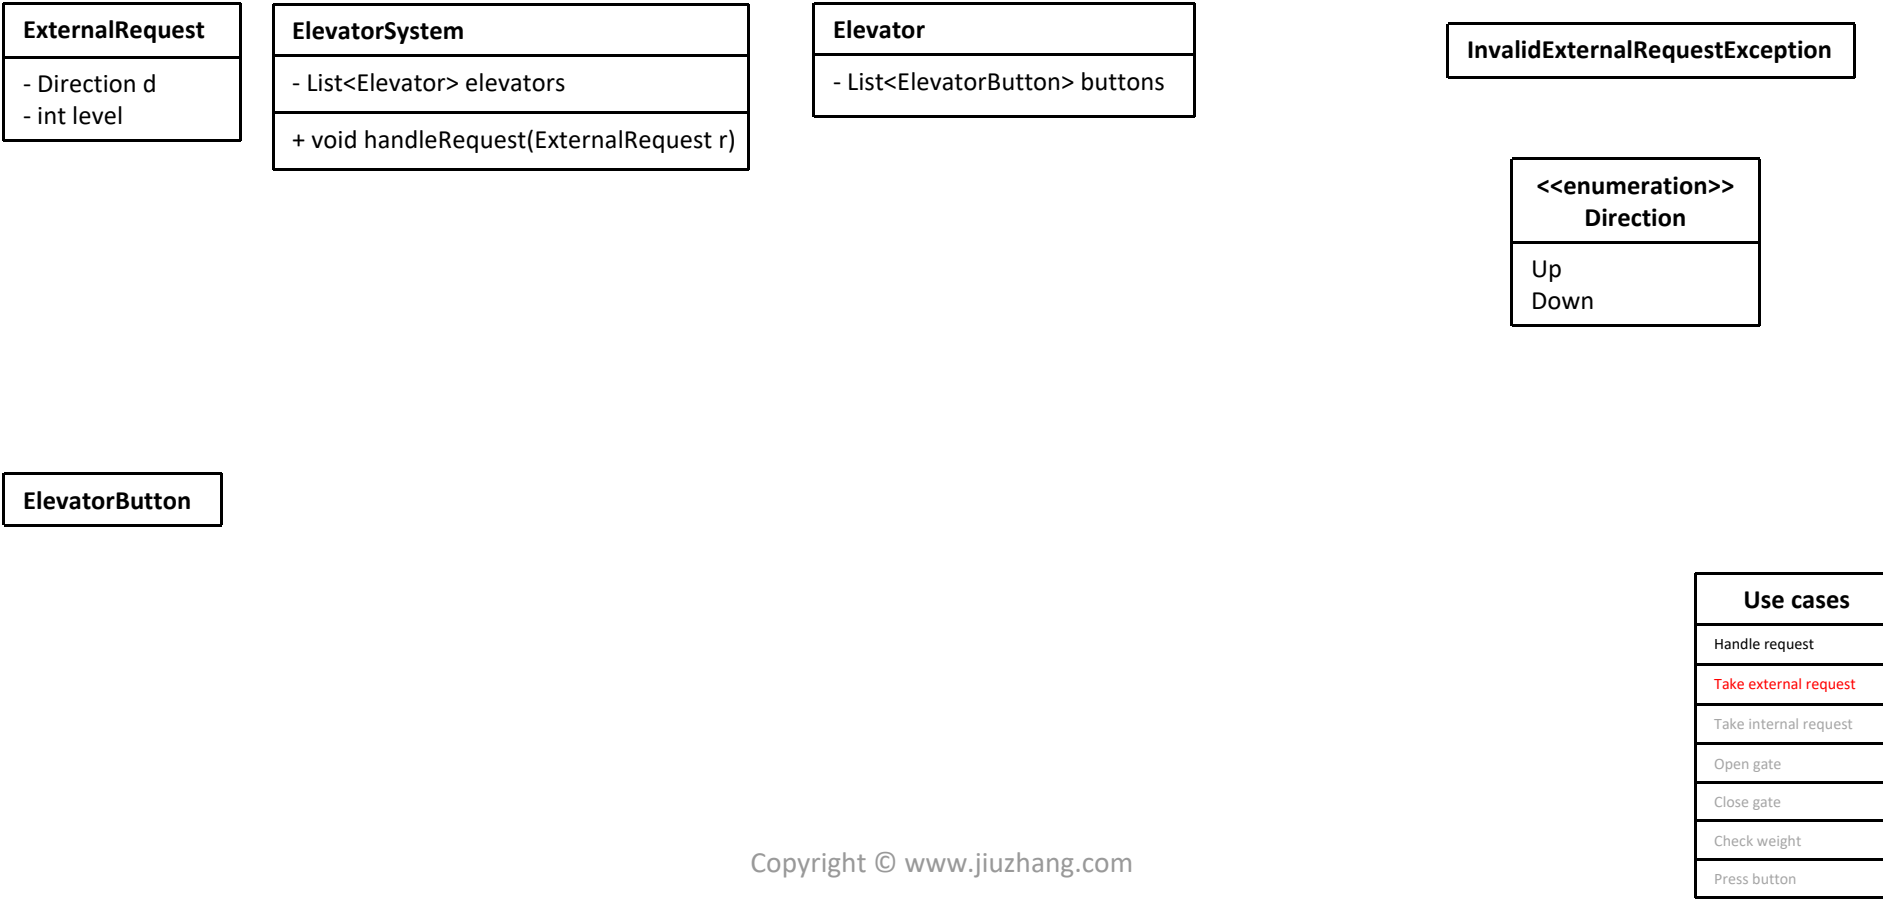 ExternalRequest
- Direction d
- int level
ElevatorSystem
- List<Elevator> elevators
+ void handleRequest(ExternalRequest r)
Elevator
- List<ElevatorButton> buttons
InvalidExternalRequestException
<<enumeration>>
Direction
Up
Down
ElevatorButton
Use cases
Handle request
Take external request
Take internal request
Open gate
Close gate
Check weight
Press button
Copyright © www.jiuzhang.com